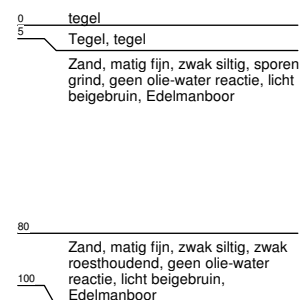 0 tegel
5 Tegel, tegel
Zand, matig fijn, zwak siltig, sporen
grind, geen olie-water reactie, licht
beigebruin, Edelmanboor
80
Zand, matig fijn, zwak siltig, zwak
roesthoudend, geen olie-water
100 reactie, licht beigebruin,
Edelmanboor